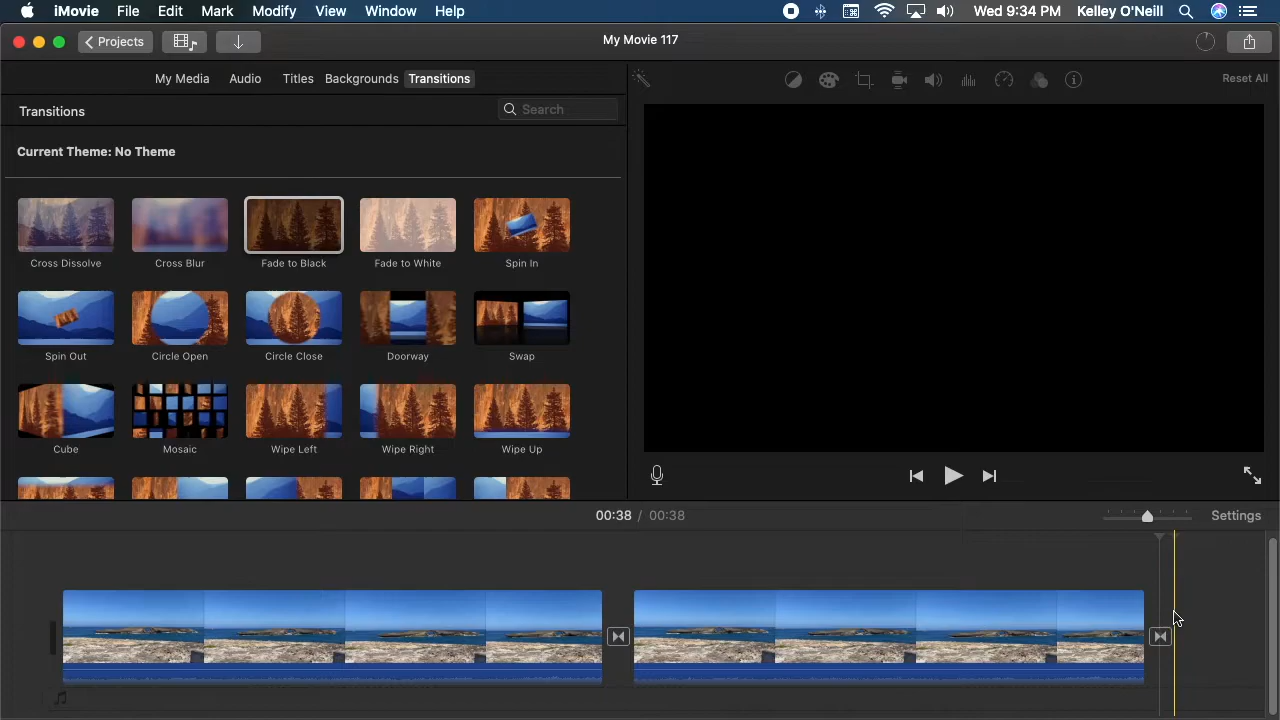 iMovie File Edit Mark Modify View Window Help Wed 9:34 PM Kelley O'Neill
Projects My Movie 117
My Media Audio Titles Backgrounds Transitions Reset All
Transitions Search
Current Theme: No Theme
Cross Dissolve Cross Blur Fade to Black Fade to White Spin In
Spin Out Circle Open Circle Close Doorway Swap
Cube Mosaic Wipe Left Wipe Right Wipe Up
00:38 / 00:38 Settings